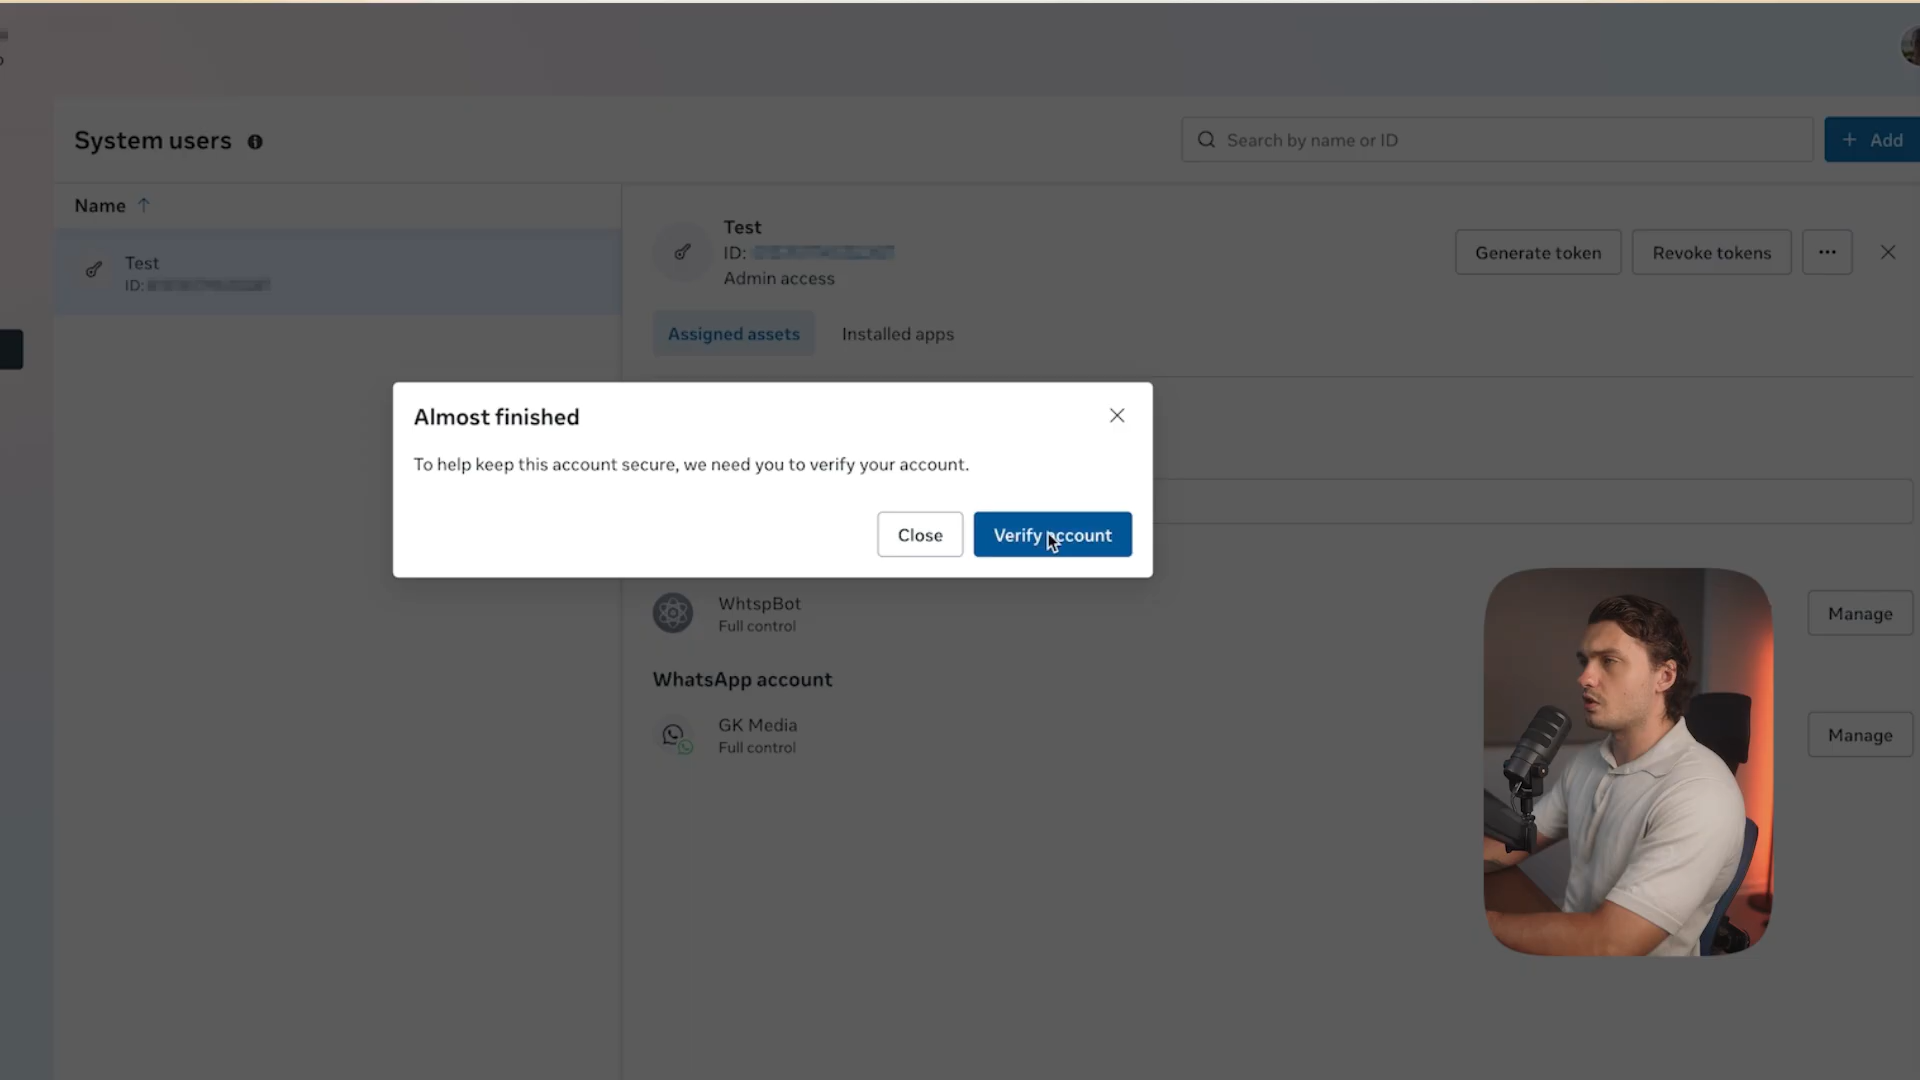 System users
Search by name or ID
+ Add
Name ↑
Test
ID:
Test
ID:
Admin access
Generate token
Revoke tokens
...
Assigned assets
Installed apps
Almost finished
To help keep this account secure, we need you to verify your account.
Close
Verify account
WhtspBot
Full control
Manage
WhatsApp account
GK Media
Full control
Manage